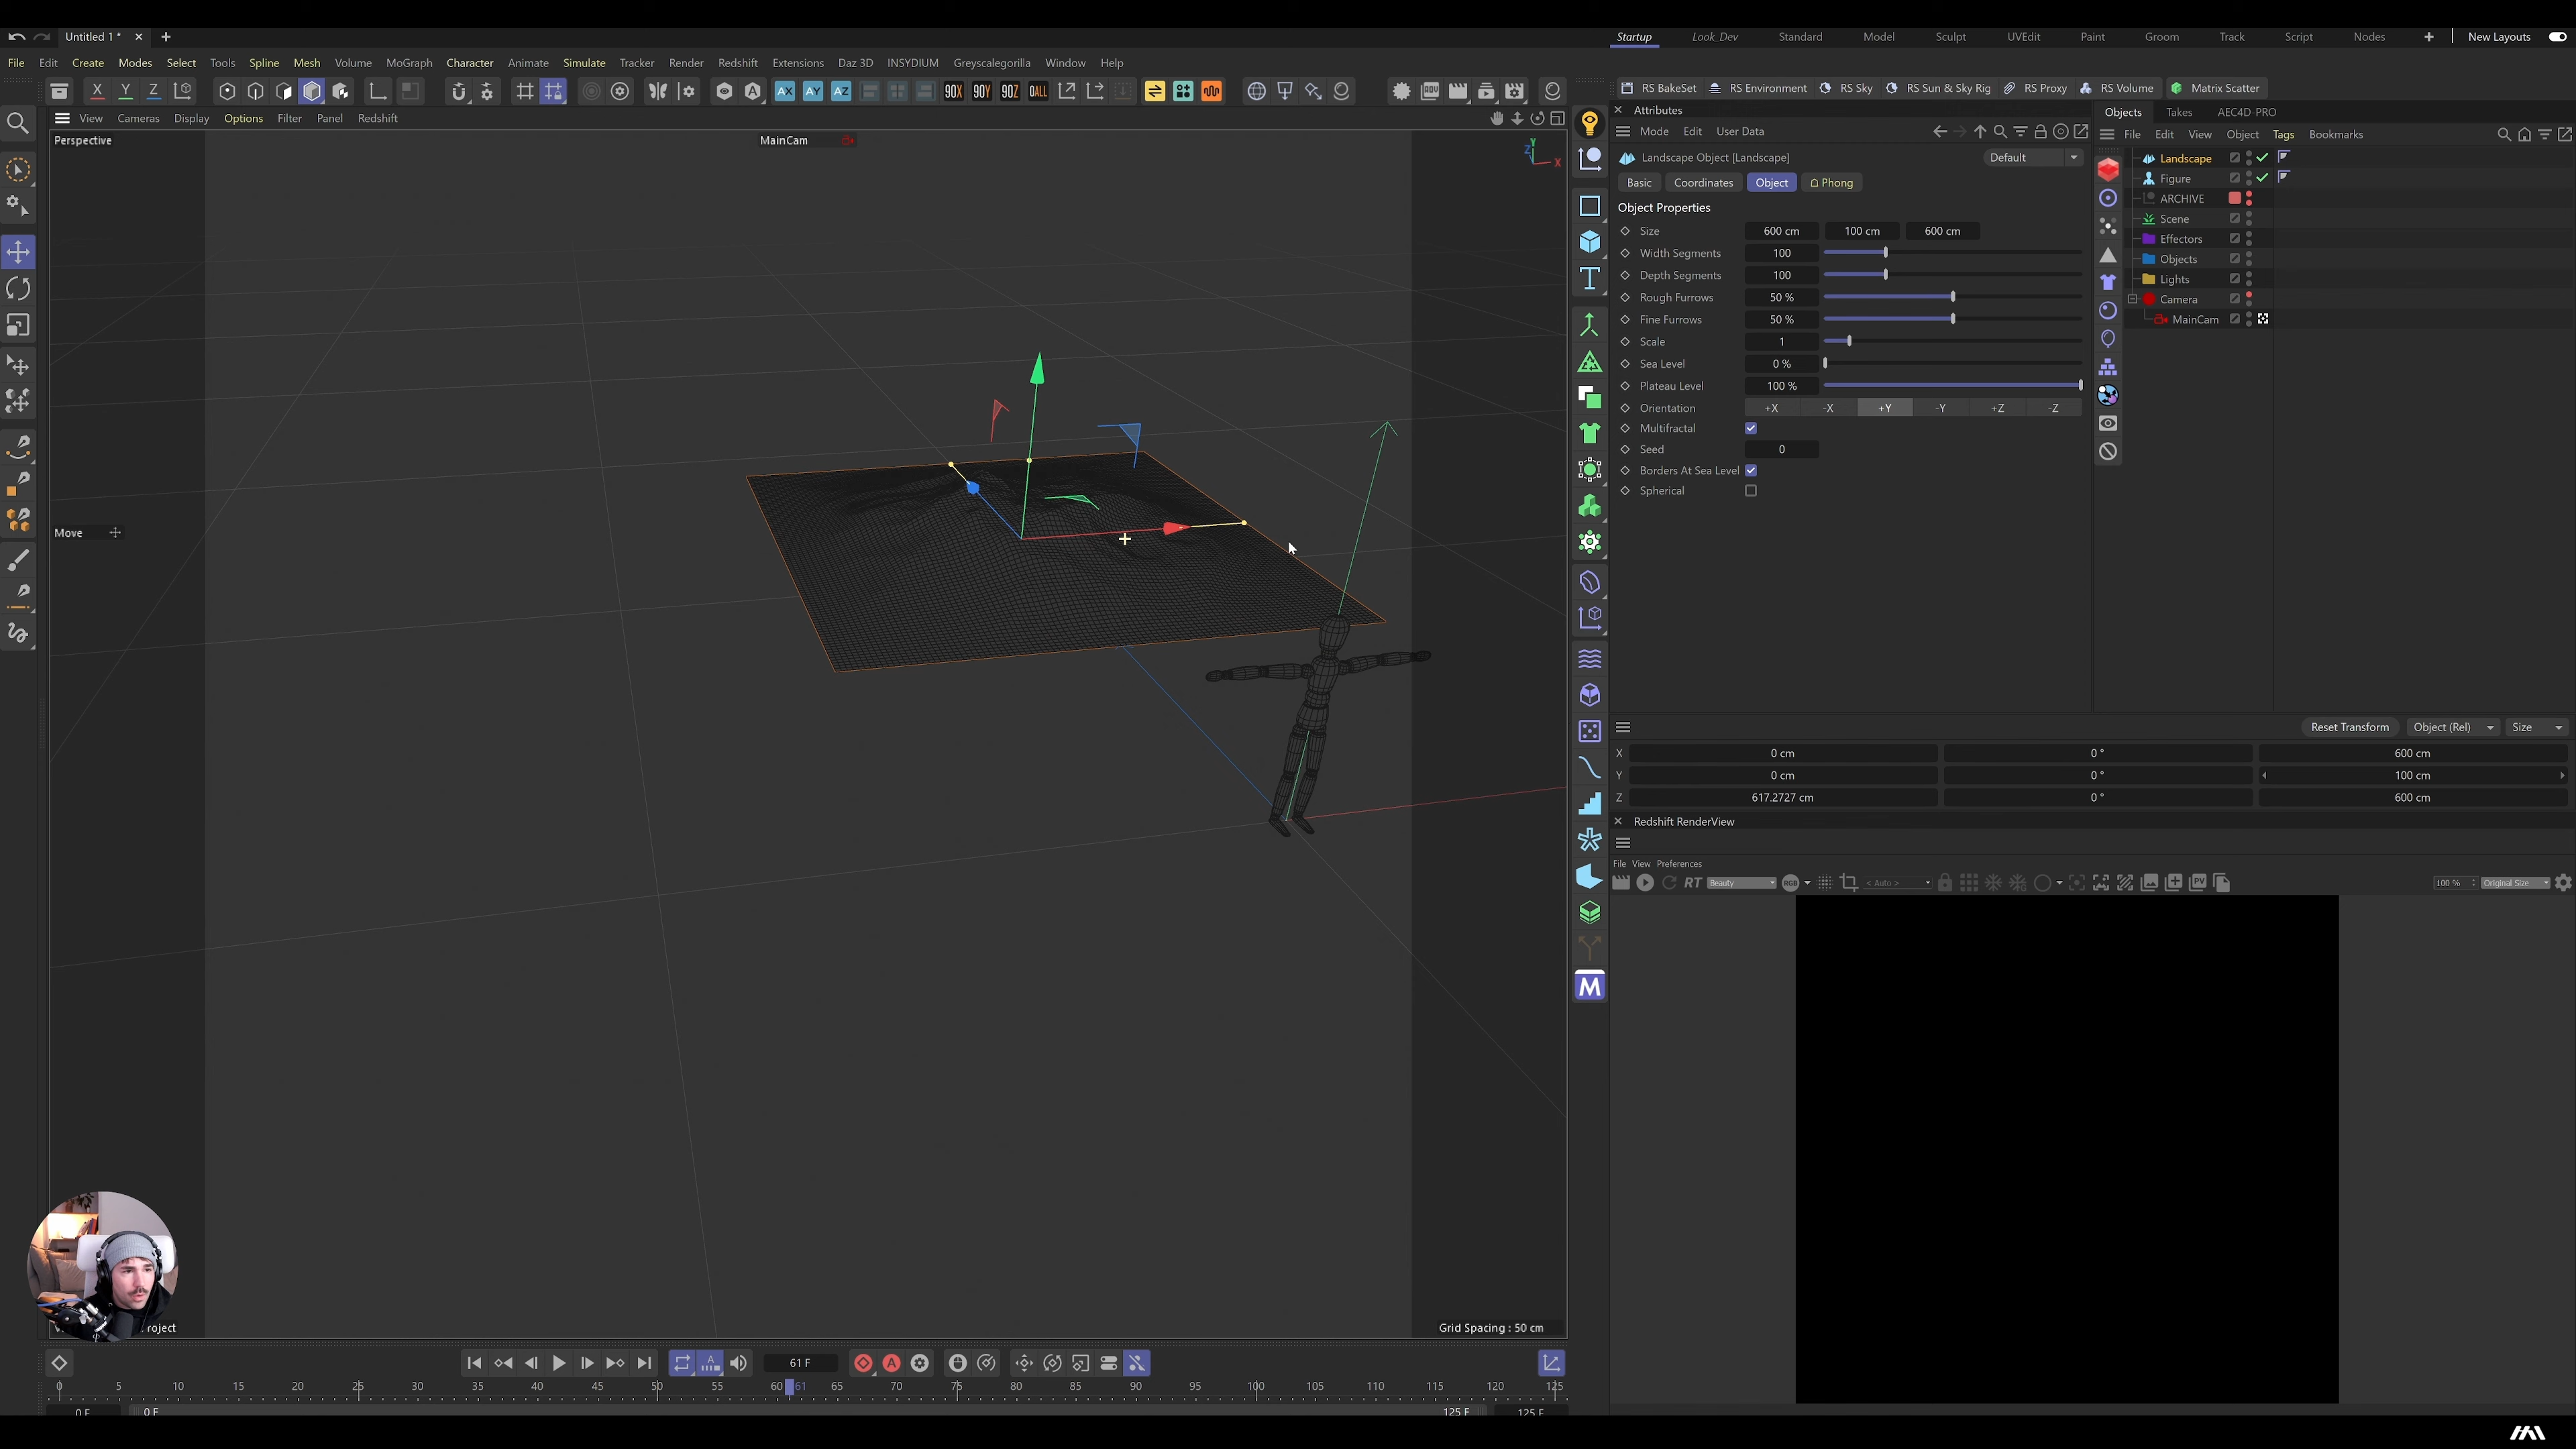 Untitled 1 *
Startup Look_Dev Standard Model Sculpt UVEdit Paint Groom Track Script Nodes New Layouts
File Edit Create Modes Select Tools Spline Mesh Volume MoGraph Character Animate Simulate Tracker Render Redshift Extensions Daz 3D INSYDIUM Greyscalegorilla Window Help
X Y Z AX AY AZ 90X 90Y 90Z 0ALL
RS BakeSet RS Environment RS Sky RS Sun & Sky Rig RS Proxy RS Volume Matrix Scatter
View Cameras Display Options Filter Panel Redshift
Perspective
MainCam
Y
Z
X
Move
Grid Spacing : 50 cm
roject
Attributes
Mode Edit User Data
Landscape Object [Landscape]
Default
Basic Coordinates Object Phong
Object Properties
Size 600 cm 100 cm 600 cm
Width Segments 100
Depth Segments 100
Rough Furrows 50 %
Fine Furrows 50 %
Scale 1
Sea Level 0 %
Plateau Level 100 %
Orientation +X -X +Y -Y +Z -Z
Multifractal
Seed 0
Borders At Sea Level
Spherical
Objects Takes AEC4D-PRO
File Edit View Object Tags Bookmarks
Landscape
Figure
ARCHIVE
Scene
Effectors
Objects
Lights
Camera
MainCam
Reset Transform Object (Rel) Size
X 0 cm 0 ° 600 cm
Y 0 cm 0 ° 100 cm
Z 617.2727 cm 0 ° 600 cm
Redshift RenderView
File View Preferences
RT Beauty RGB < Auto > PV 100 % Original Size
M
61 F
0 5 10 15 20 25 30 35 40 45 50 55 60 61 65 70 75 80 85 90 95 100 105 110 115 120 125
0 F 0 F 125 F 125 F